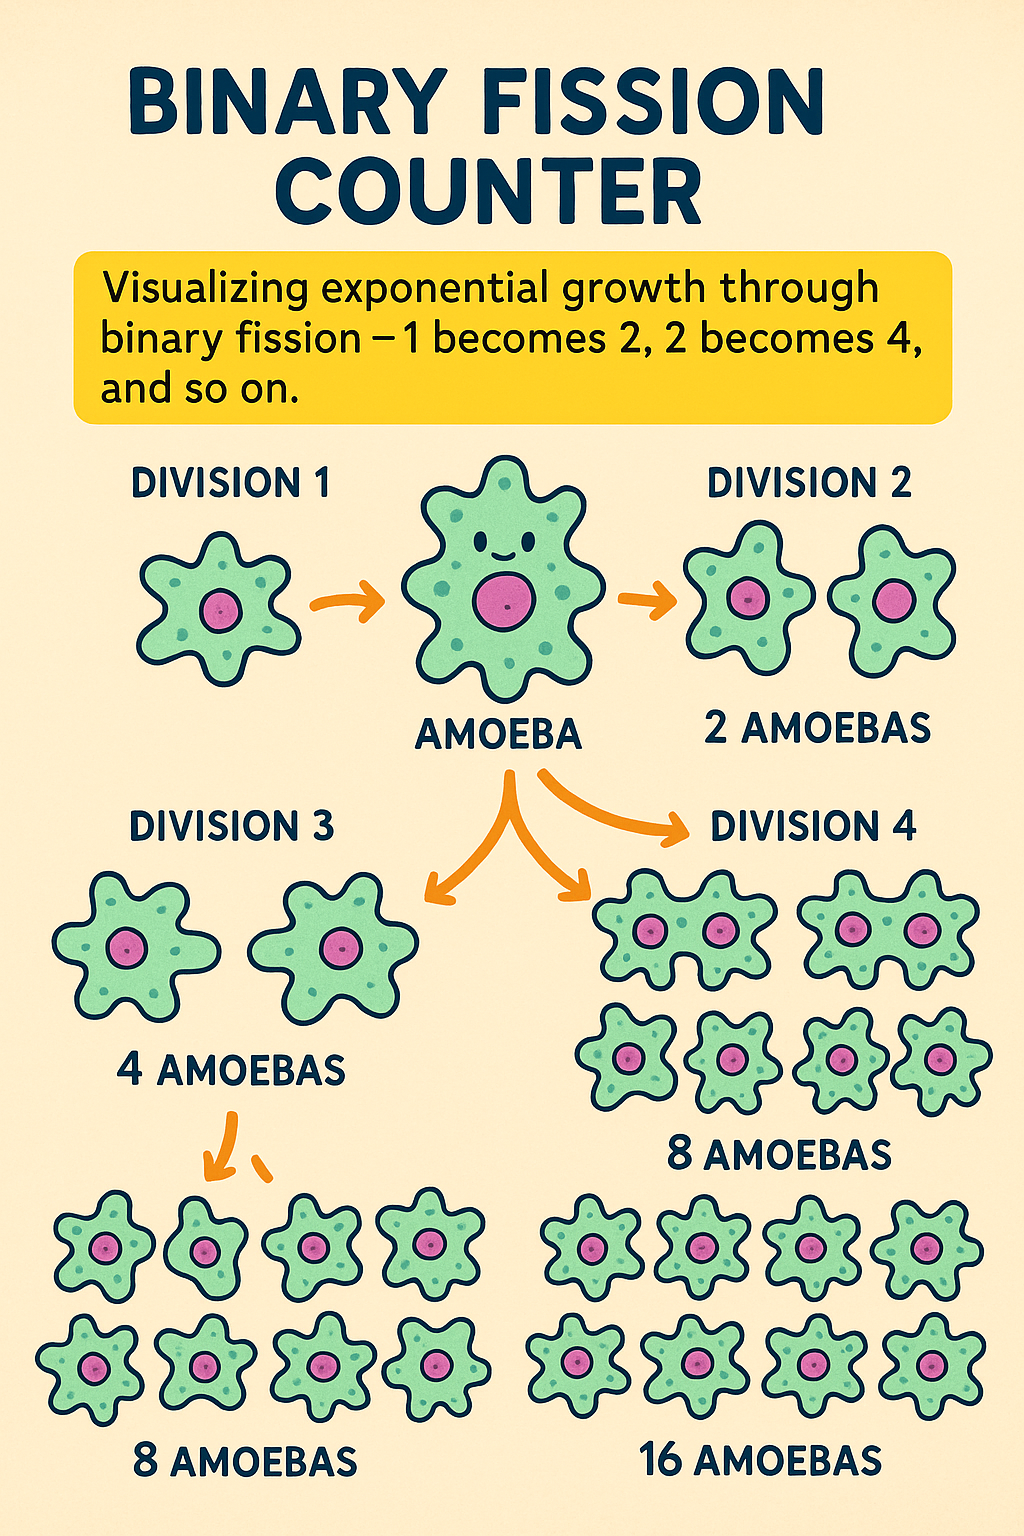 BINARY FISSION
COUNTER
Visualizing exponential growth through
binary fission – 1 becomes 2, 2 becomes 4,
and so on.
DIVISION 1
DIVISION 2
AMOEBA
2 AMOEBAS
DIVISION 3
DIVISION 4
4 AMOEBAS
8 AMOEBAS
8 AMOEBAS
16 AMOEBAS